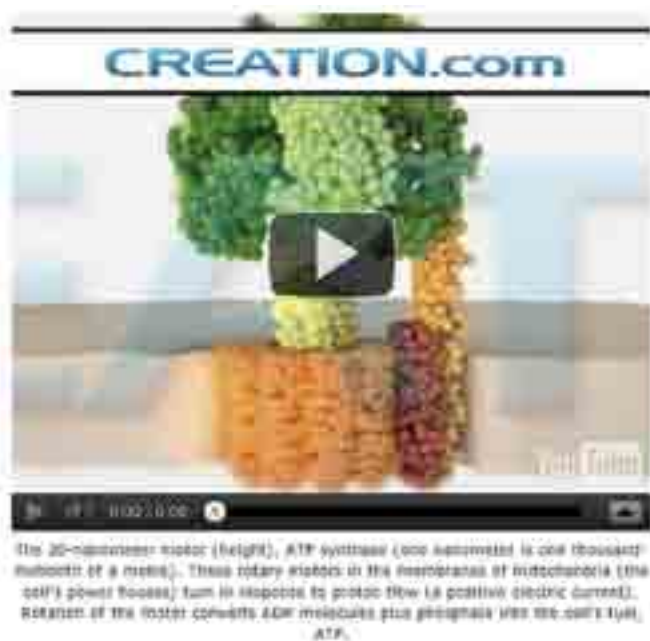 CREATION.com
You Tube
0:00 / 0:00
The 20-nanometer motor (height), ATP synthase (one nanometer is one thousand-
millionth of a metre). These rotary motors in the membranes of mitochondria (the
cell's power houses) turn in response to proton flow (a positive electric current).
Rotation of the motor converts ADP molecules plus phosphate into the cell's fuel,
ATP.